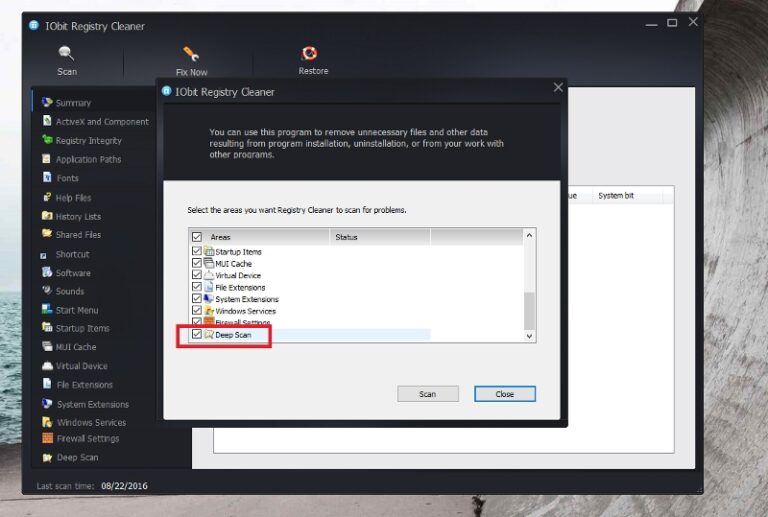 IObit Registry Cleaner
Scan
Fix Now
Restore
Summary
ActiveX and Component
Registry Integrity
Application Paths
Fonts
Help Files
History Lists
Shared Files
Shortcut
Software
Sounds
Start Menu
Startup Items
MUI Cache
Virtual Device
File Extensions
System Extensions
Windows Services
Firewall Settings
Deep Scan
Last scan time: 08/22/2016
ue System bit
IObit Registry Cleaner
You can use this program to remove unnecessary files and other data
resulting from program installation, uninstallation, or from your work with
other programs.
Select the areas you want Registry Cleaner to scan for problems.
Areas Status
Startup Items
MUI Cache
Virtual Device
File Extensions
System Extensions
Windows Services
Firewall Settings
Deep Scan
Scan Close